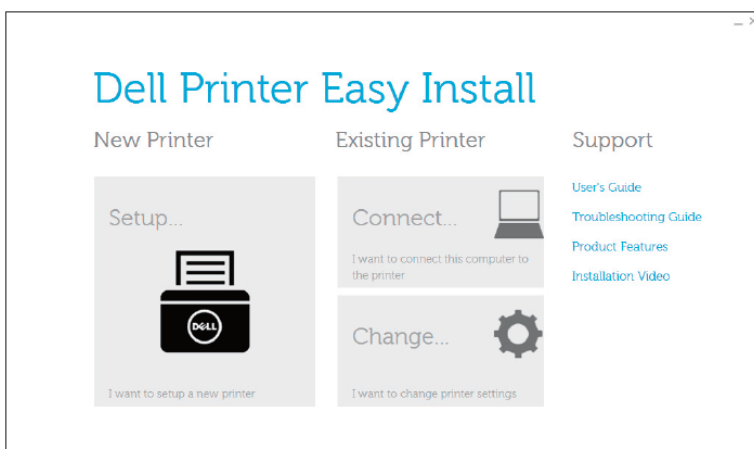 Dell Printer Easy Install
New Printer
Existing Printer
Support
Setup...
DELL
I want to setup a new printer
Connect...
I want to connect this computer to
the printer
Change...
I want to change printer settings
User's Guide
Troubleshooting Guide
Product Features
Installation Video